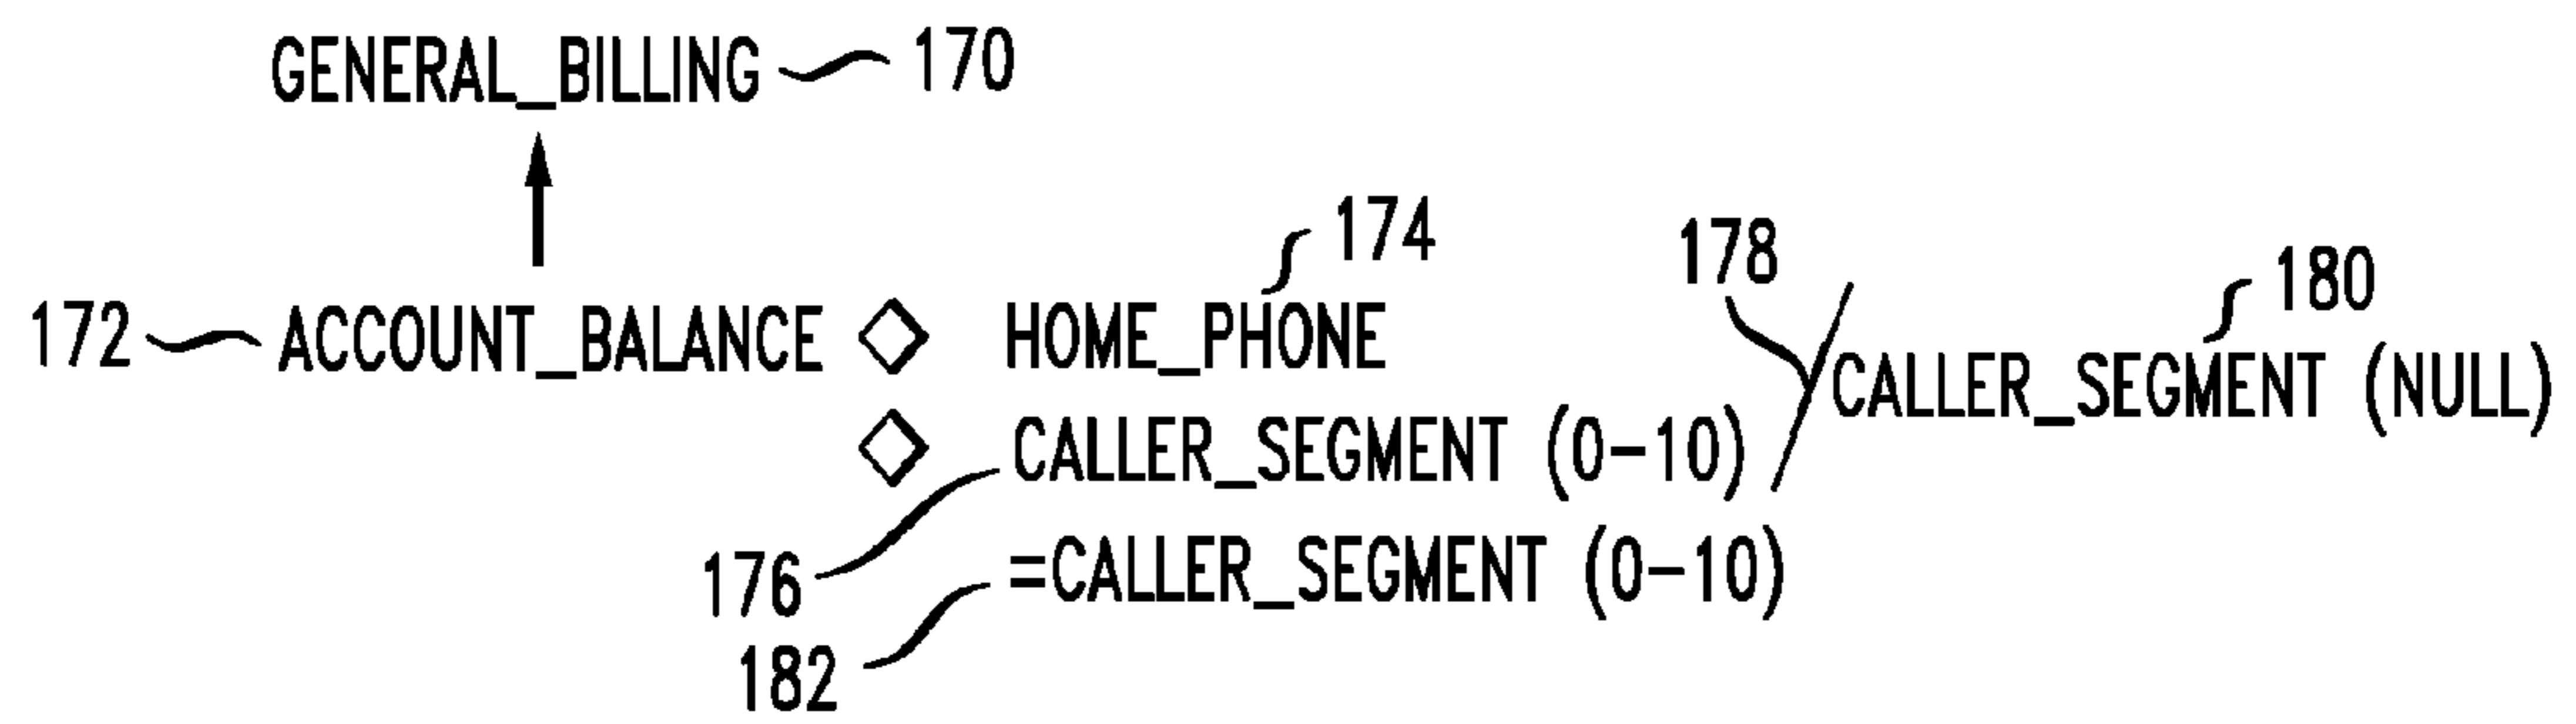 GENERAL_BILLING 170
174
178
180
172 ACCOUNT_BALANCE HOME_PHONE
CALLER_SEGMENT (NULL)
CALLER_SEGMENT (0-10)
176 =CALLER_SEGMENT (0-10)
182